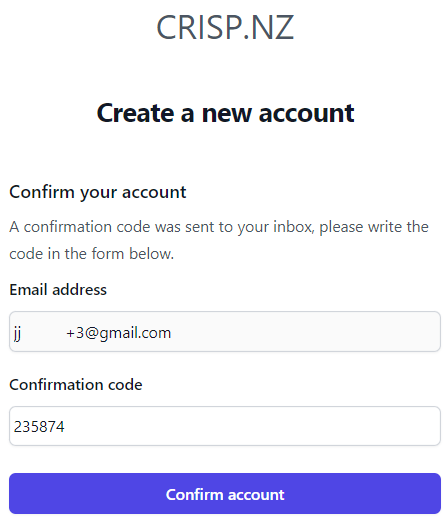 CRISP.NZ
Create a new account
Confirm your account
A confirmation code was sent to your inbox, please write the
code in the form below.
Email address
jj +3@gmail.com
Confirmation code
235874
Confirm account